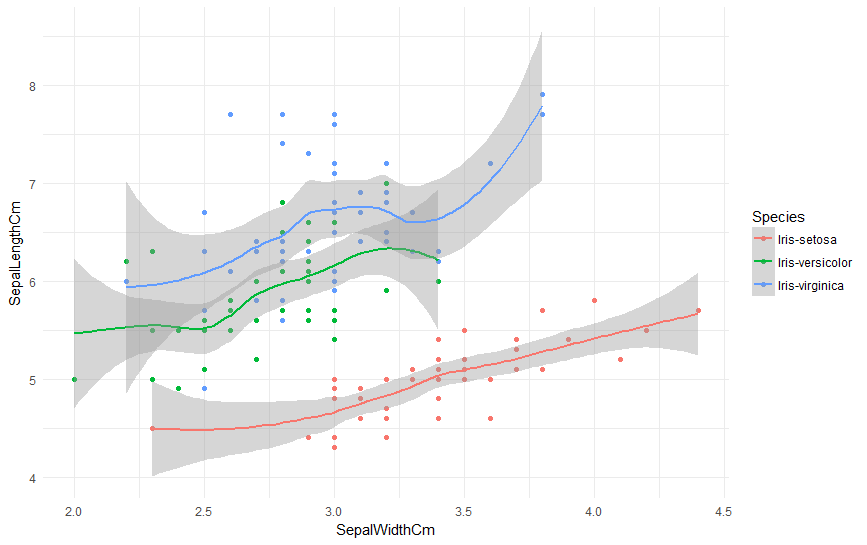 8
7
6
5
4
SepalLengthCm
2.0 2.5 3.0 3.5 4.0 4.5
SepalWidthCm
Species
Iris-setosa
Iris-versicolor
Iris-virginica